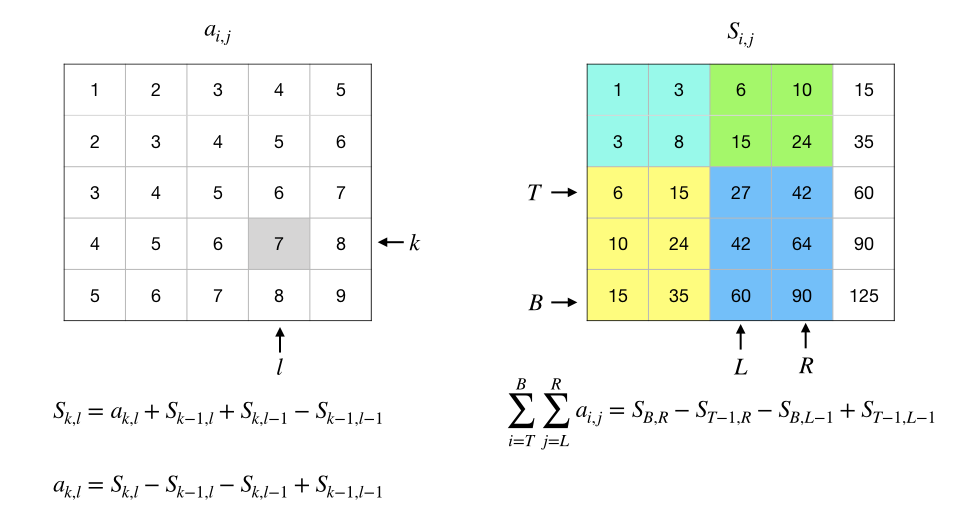 a_{i,j}
1 2 3 4 5
2 3 4 5 6
3 4 5 6 7
4 5 6 7 8
5 6 7 8 9
← k
↑
l
S_{k,l} = a_{k,l} + S_{k−1,l} + S_{k,l−1} − S_{k−1,l−1}
a_{k,l} = S_{k,l} − S_{k−1,l} − S_{k,l−1} + S_{k−1,l−1}
S_{i,j}
1 3 6 10 15
3 8 15 24 35
T → 6 15 27 42 60
10 24 42 64 90
B → 15 35 60 90 125
↑ ↑
L R
\sum_{i=T}^{B} \sum_{j=L}^{R} a_{i,j} = S_{B,R} − S_{T−1,R} − S_{B,L−1} + S_{T−1,L−1}